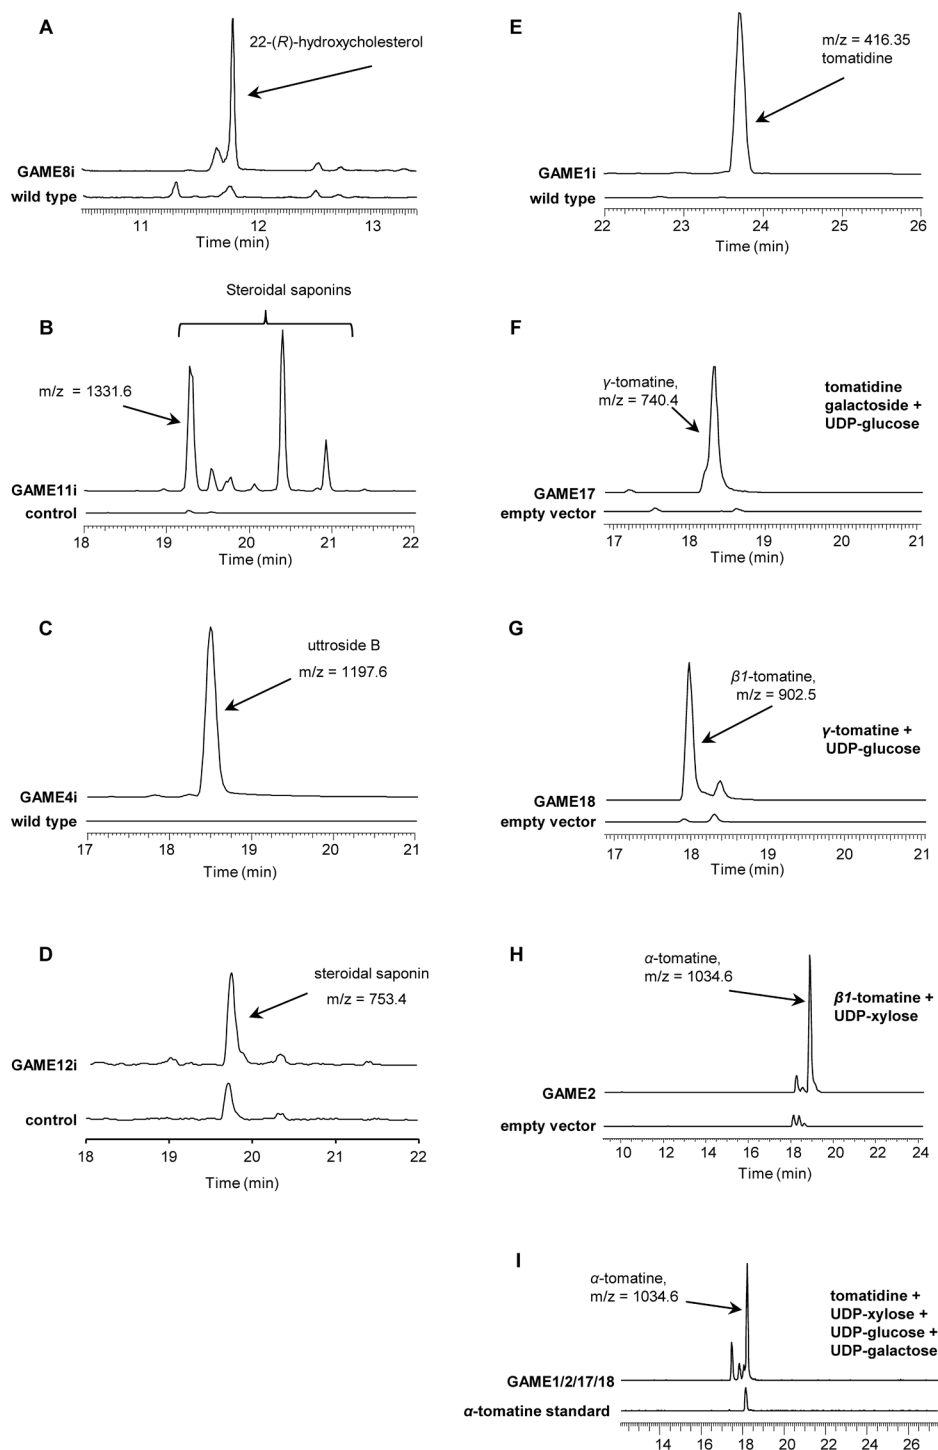 A
22-(R)-hydroxycholesterol
GAME8i
wild type
11 12 13
Time (min)
B
Steroidal saponins
m/z = 1331.6
GAME11i
control
18 19 20 21 22
Time (min)
C
uttroside B
m/z = 1197.6
GAME4i
wild type
17 18 19 20 21
Time (min)
D
steroidal saponin
m/z = 753.4
GAME12i
control
18 19 20 21 22
Time (min)
E
m/z = 416.35
tomatidine
GAME1i
wild type
22 23 24 25 26
Time (min)
F
γ-tomatine,
m/z = 740.4
tomatidine
galactoside +
UDP-glucose
GAME17
empty vector
17 18 19 20 21
Time (min)
G
β1-tomatine,
m/z = 902.5
γ-tomatine +
UDP-glucose
GAME18
empty vector
17 18 19 20 21
Time (min)
H
α-tomatine,
m/z = 1034.6
β1-tomatine +
UDP-xylose
GAME2
empty vector
10 12 14 16 18 20 22 24
Time (min)
I
α-tomatine,
m/z = 1034.6
tomatidine +
UDP-xylose +
UDP-glucose +
UDP-galactose
GAME1/2/17/18
α-tomatine standard
14 16 18 20 22 24 26
Time (min)